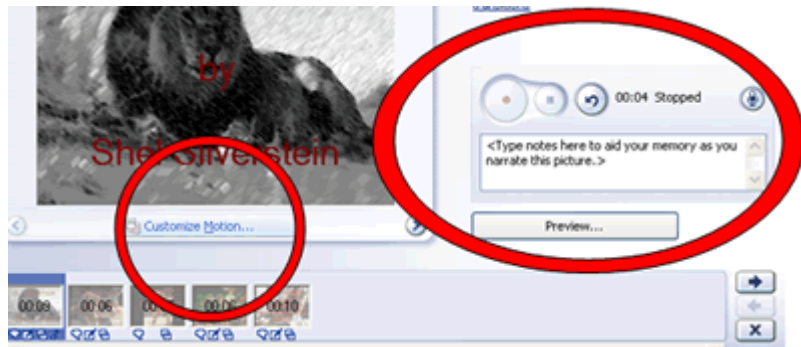 by
Shel Silverstein
Customize Motion...
00:04 Stopped
<Type notes here to aid your memory as you
narrate this picture.>
Preview...
00:09 00:06 00:06 00:10